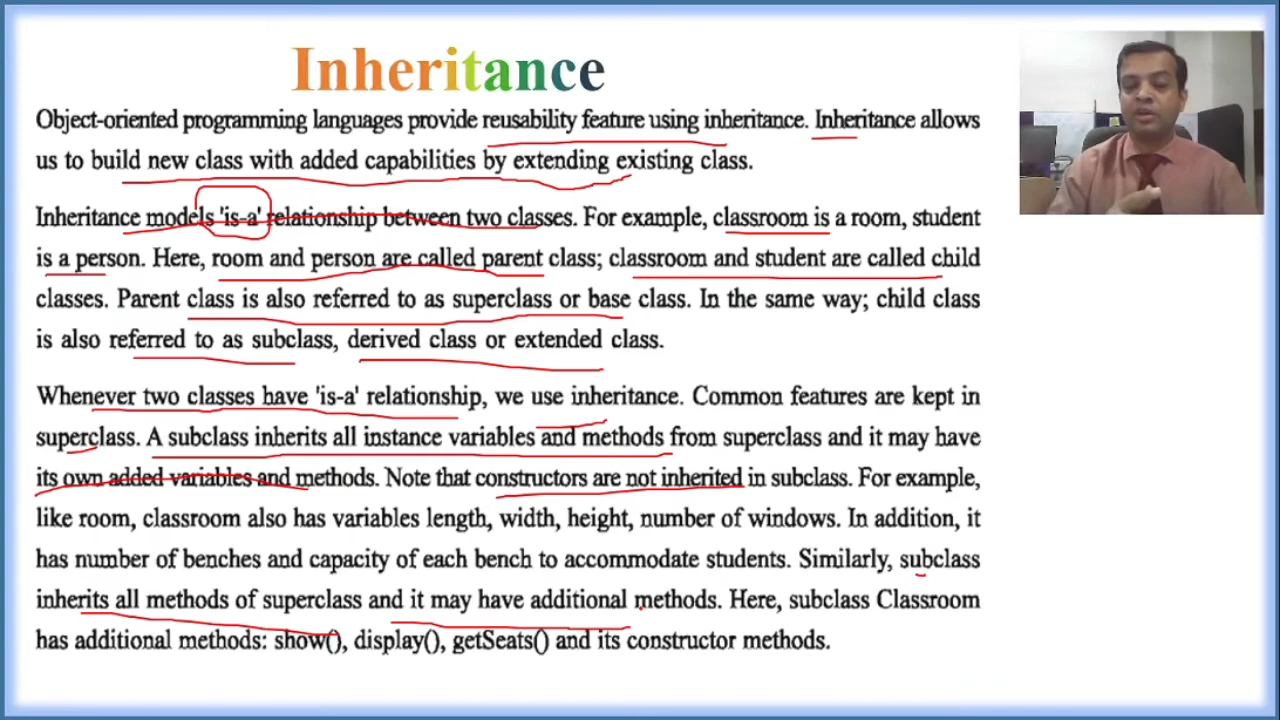 Inheritance
Object-oriented programming languages provide reusability feature using inheritance. Inheritance allows
us to build new class with added capabilities by extending existing class.
Inheritance models 'is-a' relationship between two classes. For example, classroom is a room, student
is a person. Here, room and person are called parent class; classroom and student are called child
classes. Parent class is also referred to as superclass or base class. In the same way; child class
is also referred to as subclass, derived class or extended class.
Whenever two classes have 'is-a' relationship, we use inheritance. Common features are kept in
superclass. A subclass inherits all instance variables and methods from superclass and it may have
its own added variables and methods. Note that constructors are not inherited in subclass. For example,
like room, classroom also has variables length, width, height, number of windows. In addition, it
has number of benches and capacity of each bench to accommodate students. Similarly, subclass
inherits all methods of superclass and it may have additional methods. Here, subclass Classroom
has additional methods: show(), display(), getSeats() and its constructor methods.